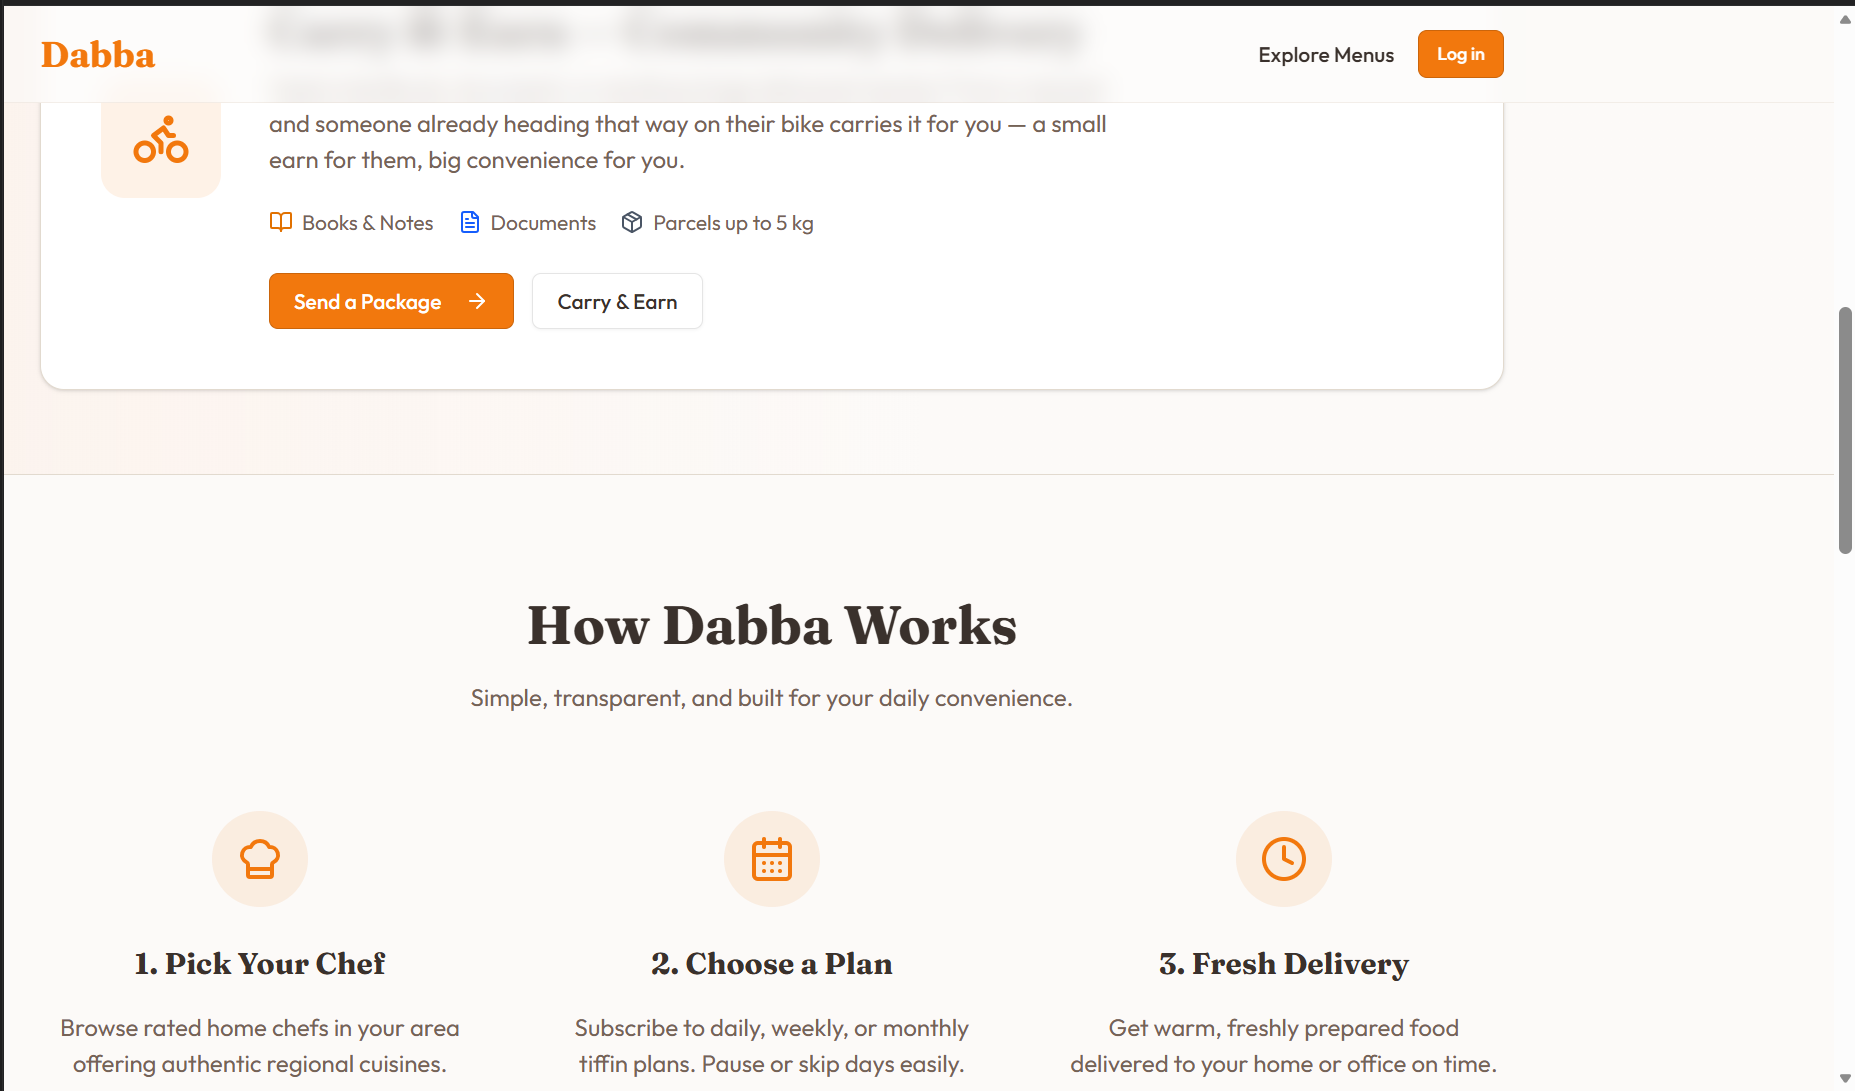 Dabba
Explore Menus
Log in
Carry & Earn — Community Delivery
and someone already heading that way on their bike carries it for you — a small
earn for them, big convenience for you.
Books & Notes
Documents
Parcels up to 5 kg
Send a Package
Carry & Earn
How Dabba Works
Simple, transparent, and built for your daily convenience.
1. Pick Your Chef
Browse rated home chefs in your area
offering authentic regional cuisines.
2. Choose a Plan
Subscribe to daily, weekly, or monthly
tiffin plans. Pause or skip days easily.
3. Fresh Delivery
Get warm, freshly prepared food
delivered to your home or office on time.